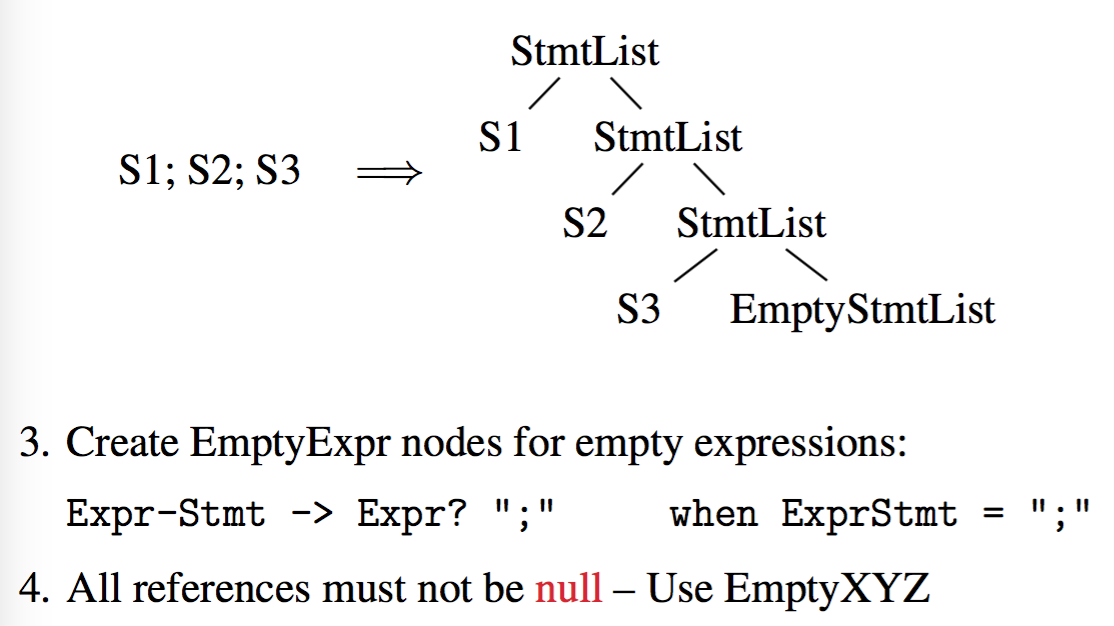 StmtList
S1 StmtList
S1; S2; S3 ⟹
S2 StmtList
S3 EmptyStmtList
3. Create EmptyExpr nodes for empty expressions:
Expr-Stmt -> Expr? ";" when ExprStmt = ";"
4. All references must not be null – Use EmptyXYZ